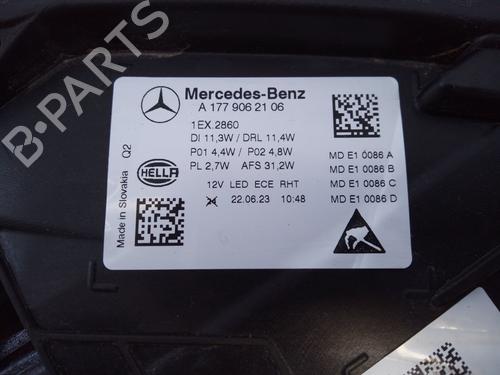 B-PARTS
Mercedes-Benz
A 177 906 21 06
1EX.2860
DI 11,3W / DRL 11,4W
P01 4,4W / P02 4,8W
PL 2,7W AFS 31,2W
12V LED ECE RHT
22.06.23 10:48
MD E1 0086 A
MD E1 0086 B
MD E1 0086 C
MD E1 0086 D
HELLA
Made in Slovakia Q2